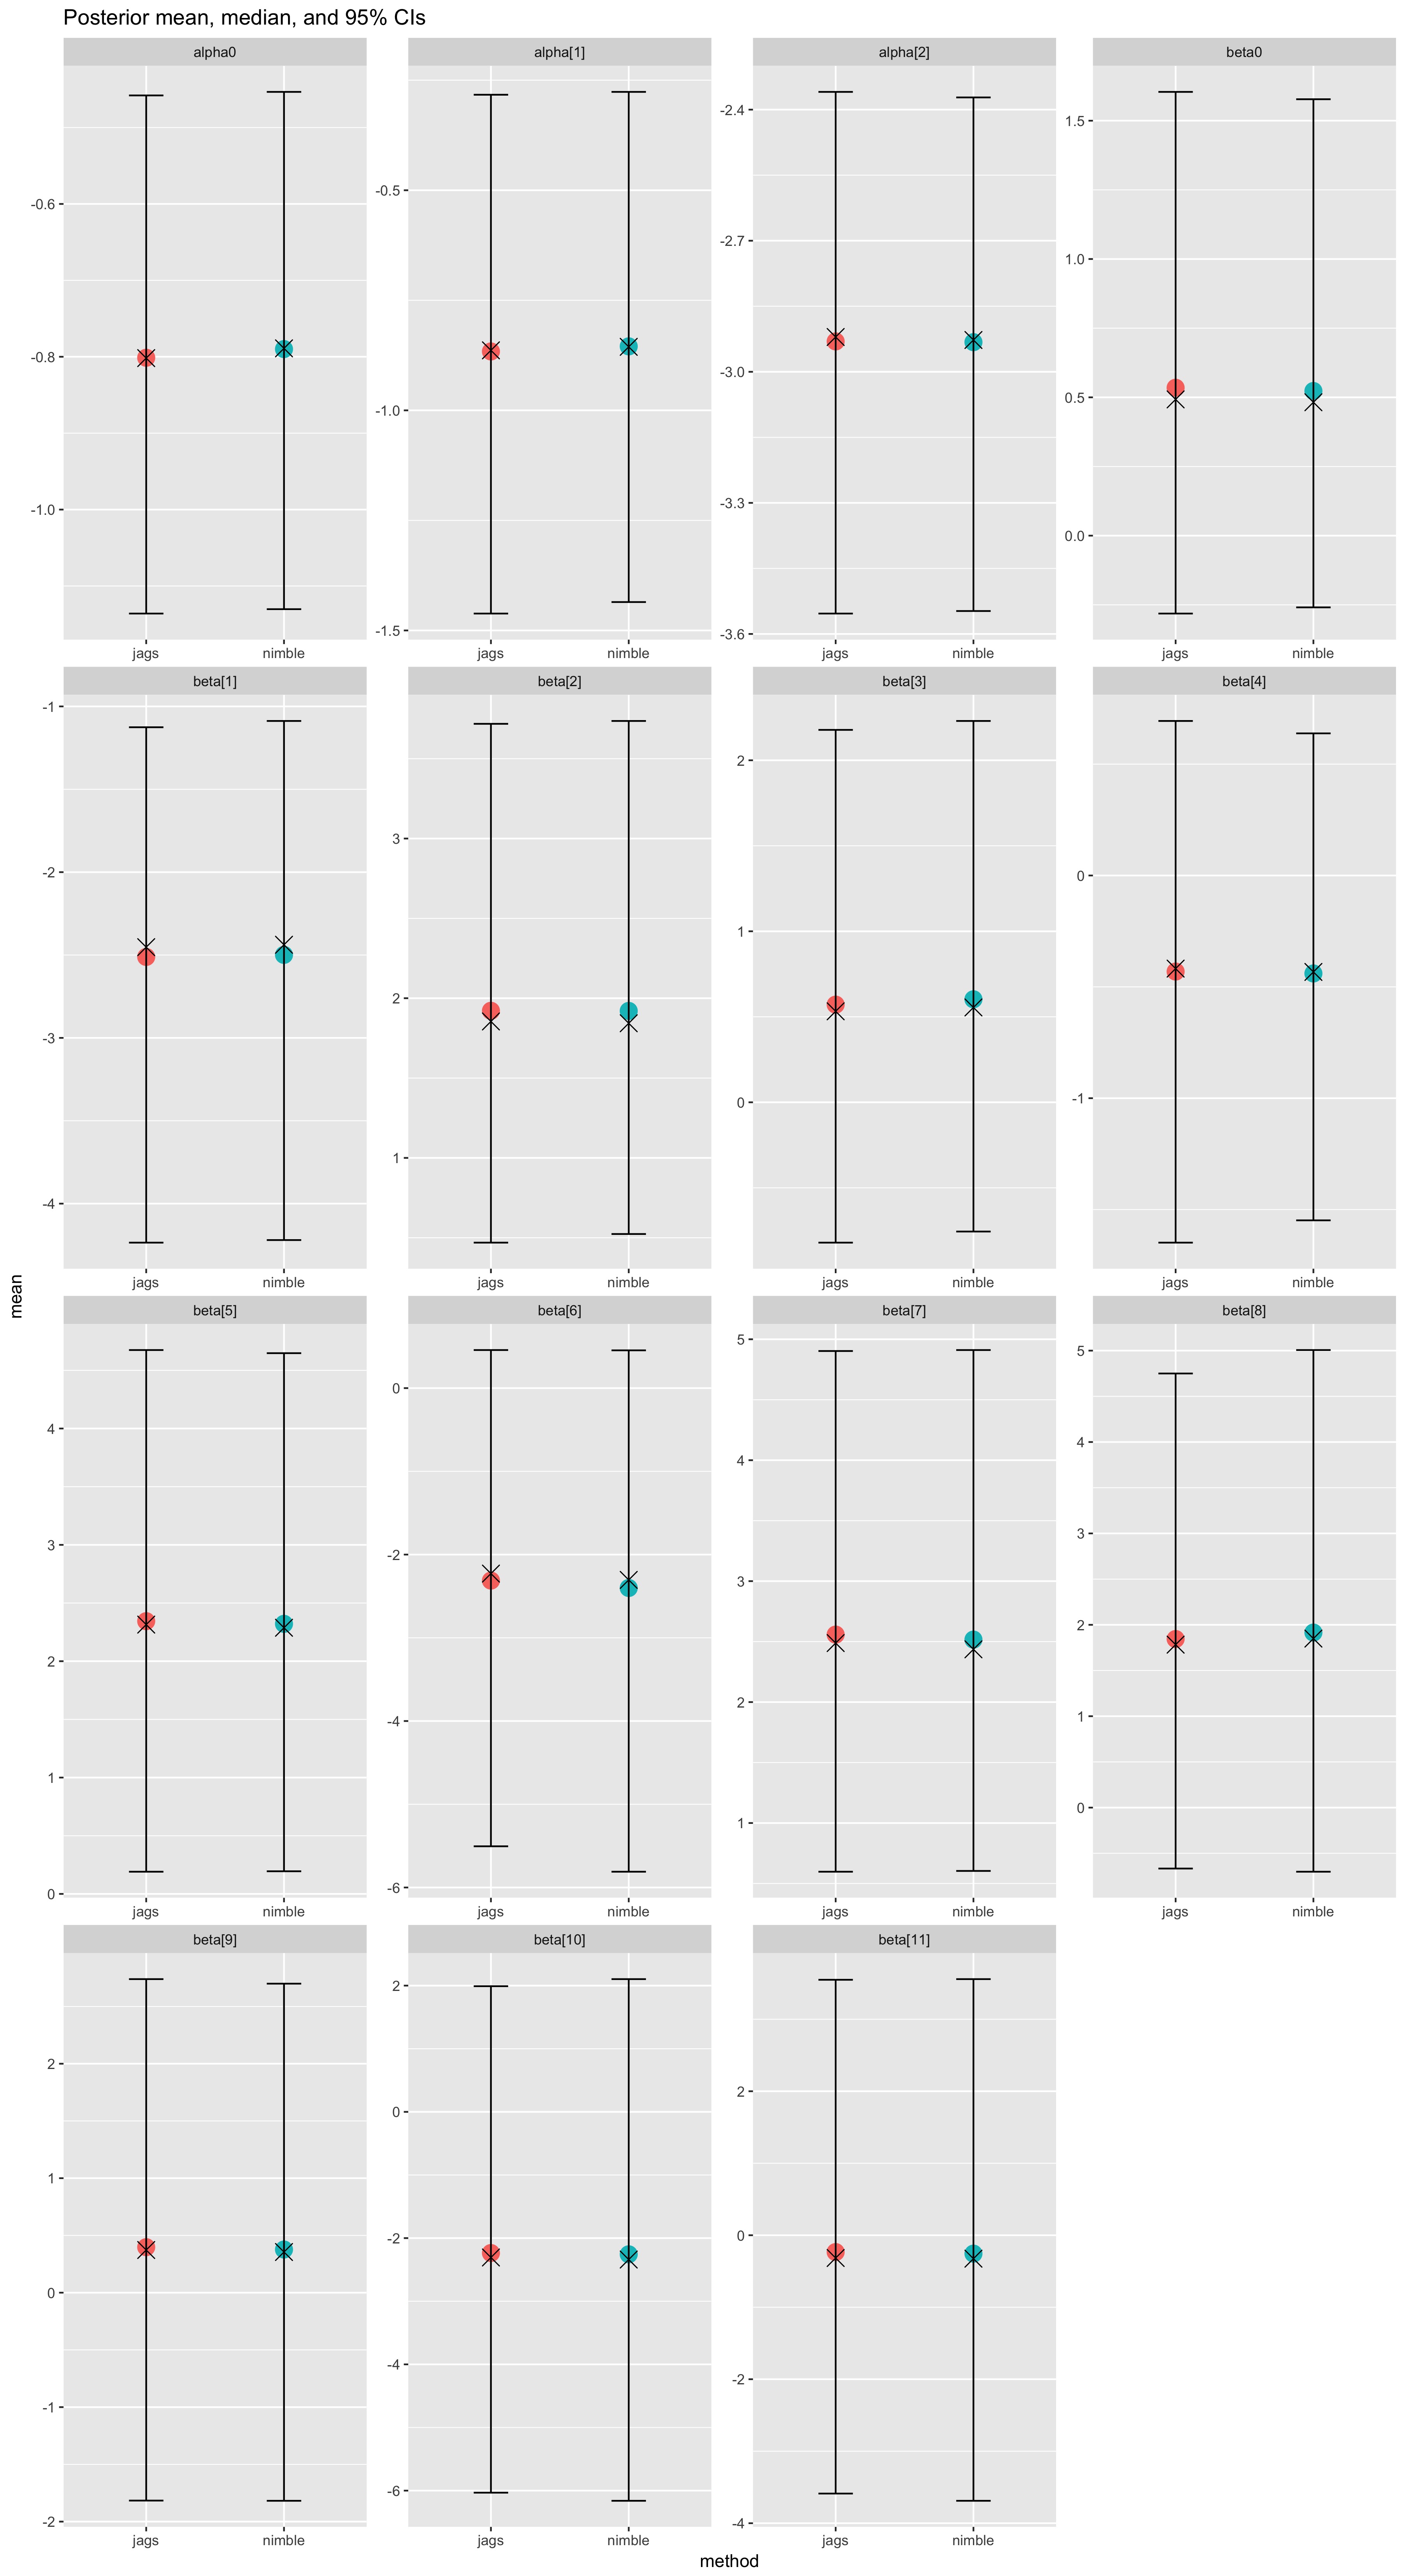 Posterior mean, median, and 95% CIs
alpha0
alpha[1]
alpha[2]
beta0
-0.6
-0.8
-1.0
-0.5
-1.0
-1.5
-2.4
-2.7
-3.0
-3.3
-3.6
1.5
1.0
0.5
0.0
jags nimble
jags nimble
jags nimble
jags nimble
beta[1]
beta[2]
beta[3]
beta[4]
-1
-2
-3
-4
3
2
1
2
1
0
0
-1
jags nimble
jags nimble
jags nimble
jags nimble
mean
beta[5]
beta[6]
beta[7]
beta[8]
4
3
2
1
0
0
-2
-4
-6
5
4
3
2
1
5
4
3
2
1
0
jags nimble
jags nimble
jags nimble
jags nimble
beta[9]
beta[10]
beta[11]
2
1
0
-1
-2
2
0
-2
-4
-6
2
0
-2
-4
jags nimble
jags nimble
jags nimble
method